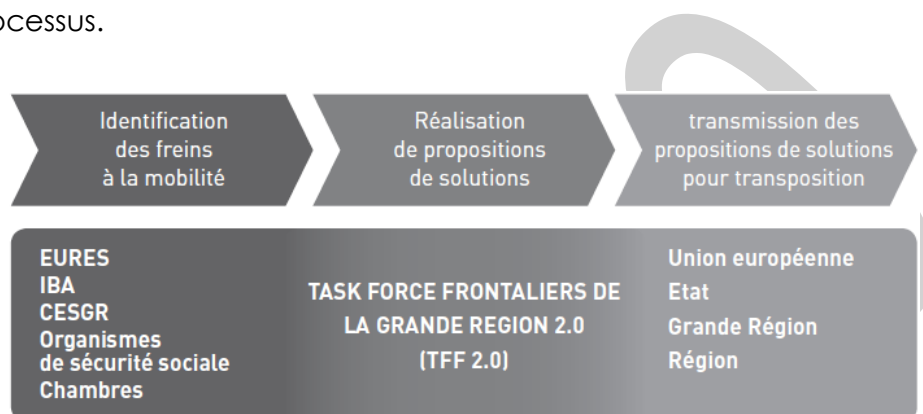 ocessus.
Identification
des freins
à la mobilité
Réalisation
de propositions
de solutions
transmission des
propositions de solutions
pour transposition
EURES
IBA
CESGR
Organismes
de sécurité sociale
Chambres
TASK FORCE FRONTALIERS DE
LA GRANDE REGION 2.0
(TFF 2.0)
Union européenne
Etat
Grande Région
Région